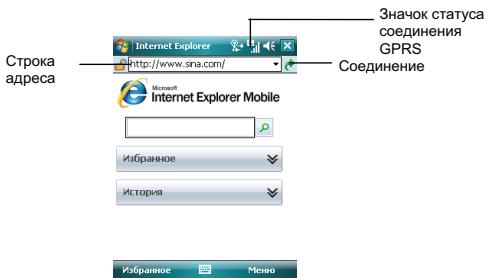 Значок статуса
соединения
GPRS
Строка
адреса
Соединение
Internet Explorer
http://www.sina.com/
Microsoft
Internet Explorer Mobile
Избранное
История
Избранное Меню